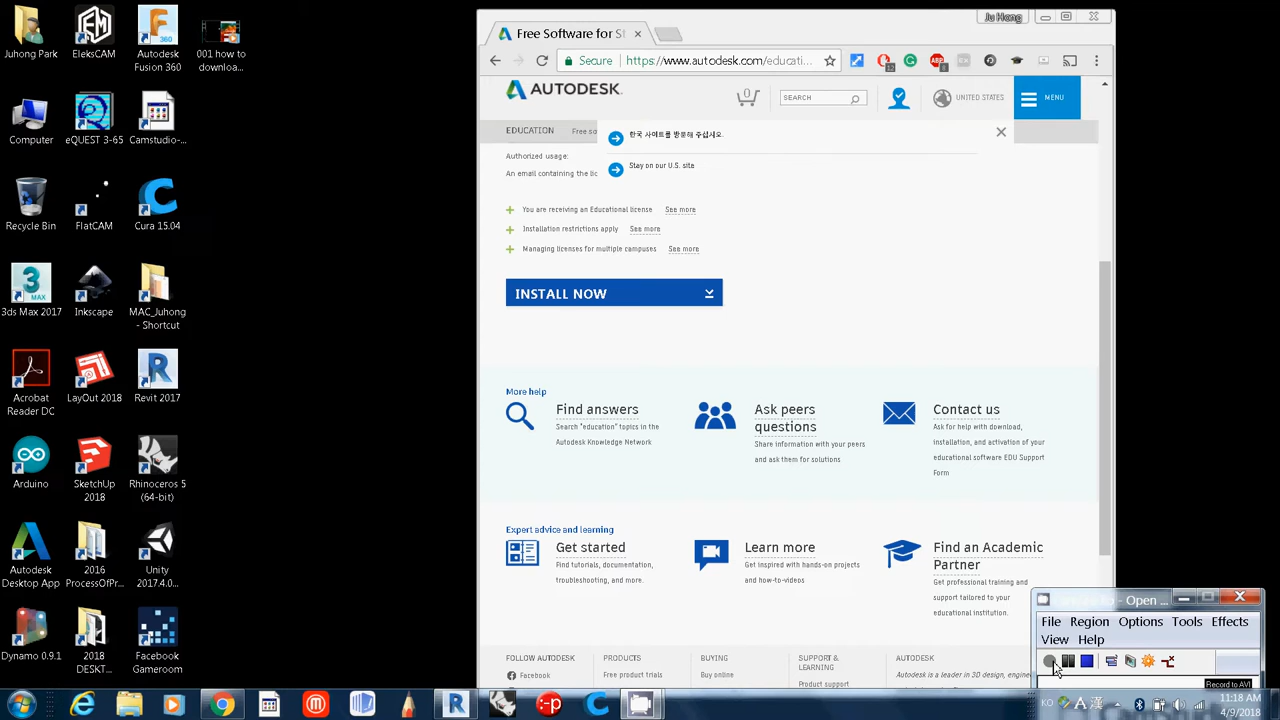 Juhong Park
EleksCAM
Autodesk
Fusion 360
001 how to
downloa...
Computer
eQUEST 3-65
Camstudio-...
Recycle Bin
FlatCAM
Cura 15.04
3
MAX
3ds Max 2017
Inkscape
MAC_Juhong
- Shortcut
Acrobat
Reader DC
LayOut 2018
Revit 2017
Arduino
SketchUp
2018
Rhinoceros 5
(64-bit)
Autodesk
Desktop App
2016
ProcessOfPr...
Unity
2017.4.0...
Dynamo 0.9.1
2018
DESKT...
Facebook
Gameroom
Ju Hong
Free Software for St
Secure
https://www.autodesk.com/educati...
AUTODESK.
0
SEARCH
UNITED STATES
MENU
EDUCATION
Free so
한국 사이트를 방문해 주십시오.
Stay on our U.S. site
Authorized usage:
An email containing the lic
You are receiving an Educational license See more
Installation restrictions apply See more
Managing licenses for multiple campuses See more
INSTALL NOW
More help
Find answers
Search "education" topics in the
Autodesk Knowledge Network
Ask peers
questions
Share information with your peers
and ask them for solutions
Contact us
Ask for help with download,
installation, and activation of your
educational software EDU Support
Form
Expert advice and learning
Get started
Find tutorials, documentation,
troubleshooting, and more.
Learn more
Get inspired with hands-on projects
and how-to-videos
Find an Academic
Partner
Get professional training and
support tailored to your
educational institution.
FOLLOW AUTODESK
Facebook
PRODUCTS
Free product trials
BUYING
Buy online
SUPPORT &
LEARNING
Product support
AUTODESK
Autodesk is a leader in 3D design, engine
- Open ...
File Region Options Tools Effects
View Help
Record to AVI
KO
A 漢
11:18 AM
4/9/2018